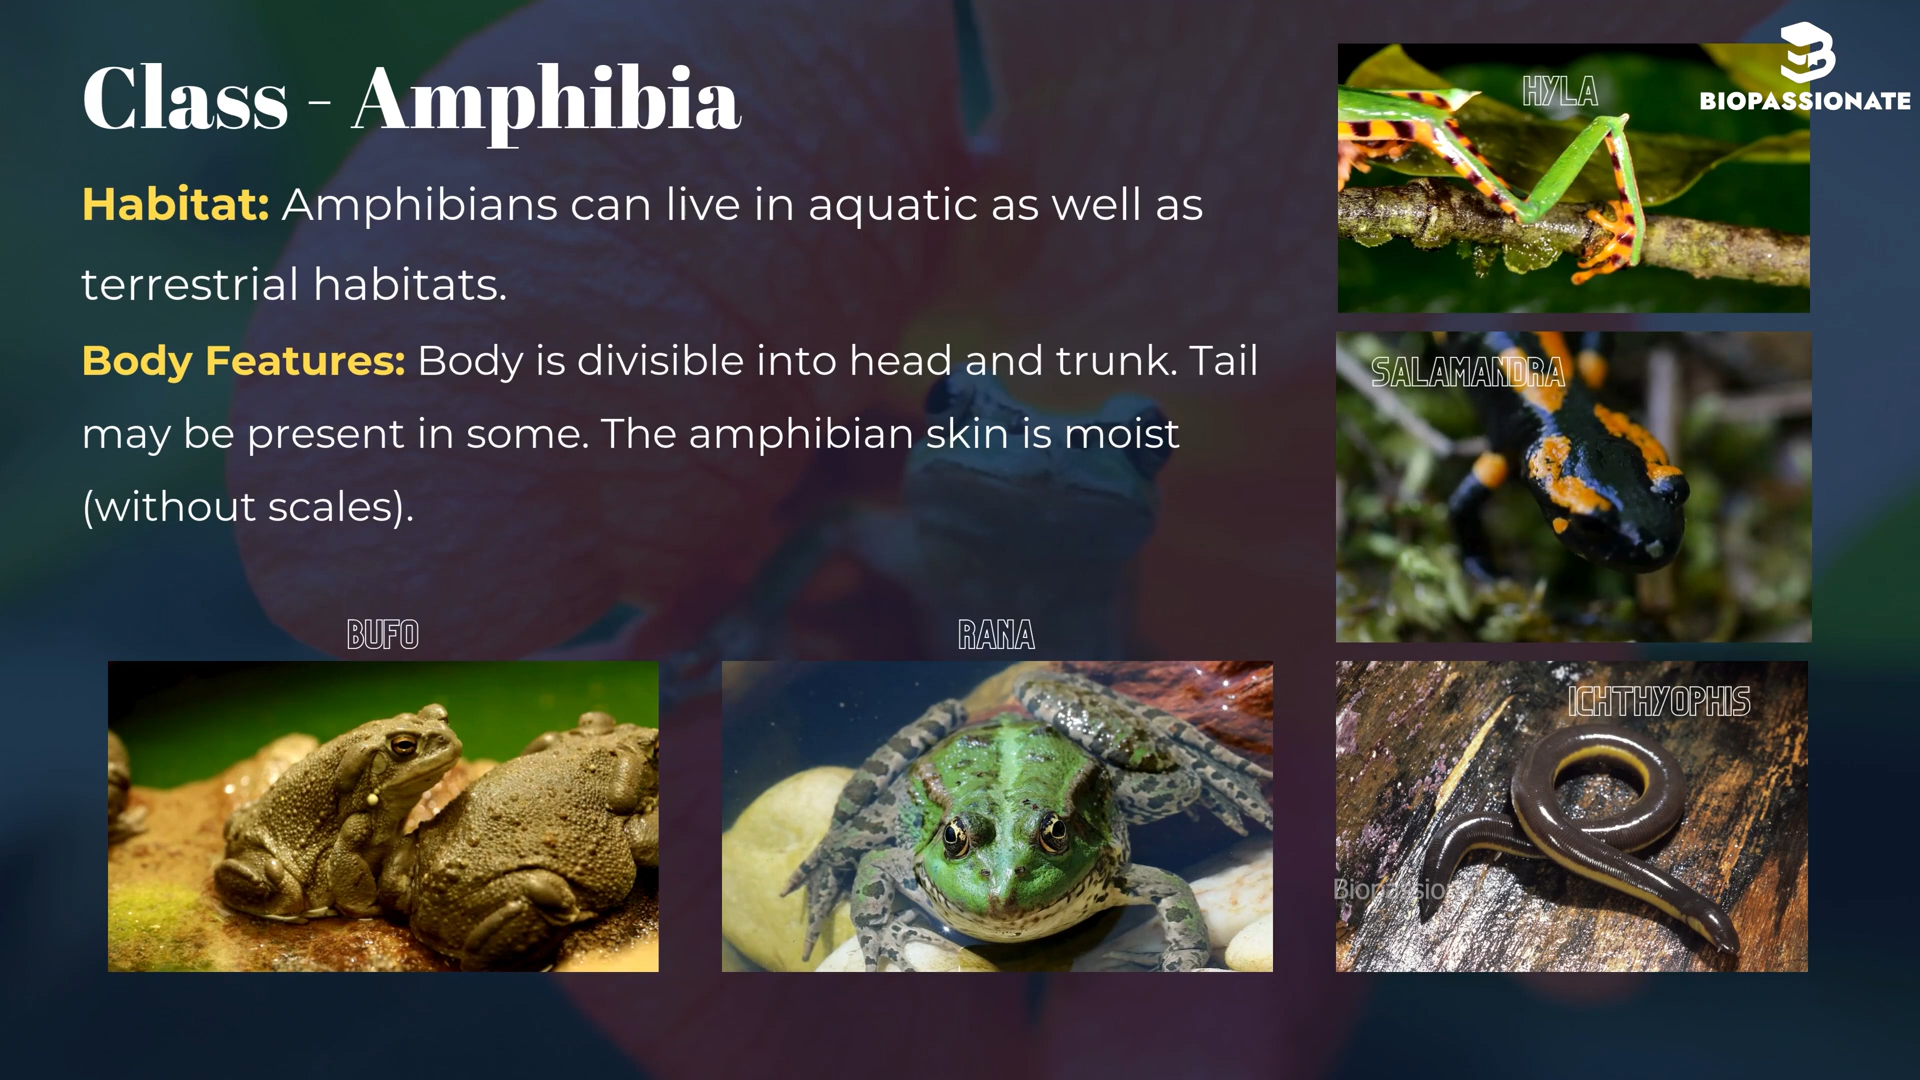 Class - Amphibia
Habitat: Amphibians can live in aquatic as well as
terrestrial habitats.
Body Features: Body is divisible into head and trunk. Tail
may be present in some. The amphibian skin is moist
(without scales).
BUFO
RANA
HYLA
BIOPASSIONATE
SALAMANDRA
ICHTHYOPHIS